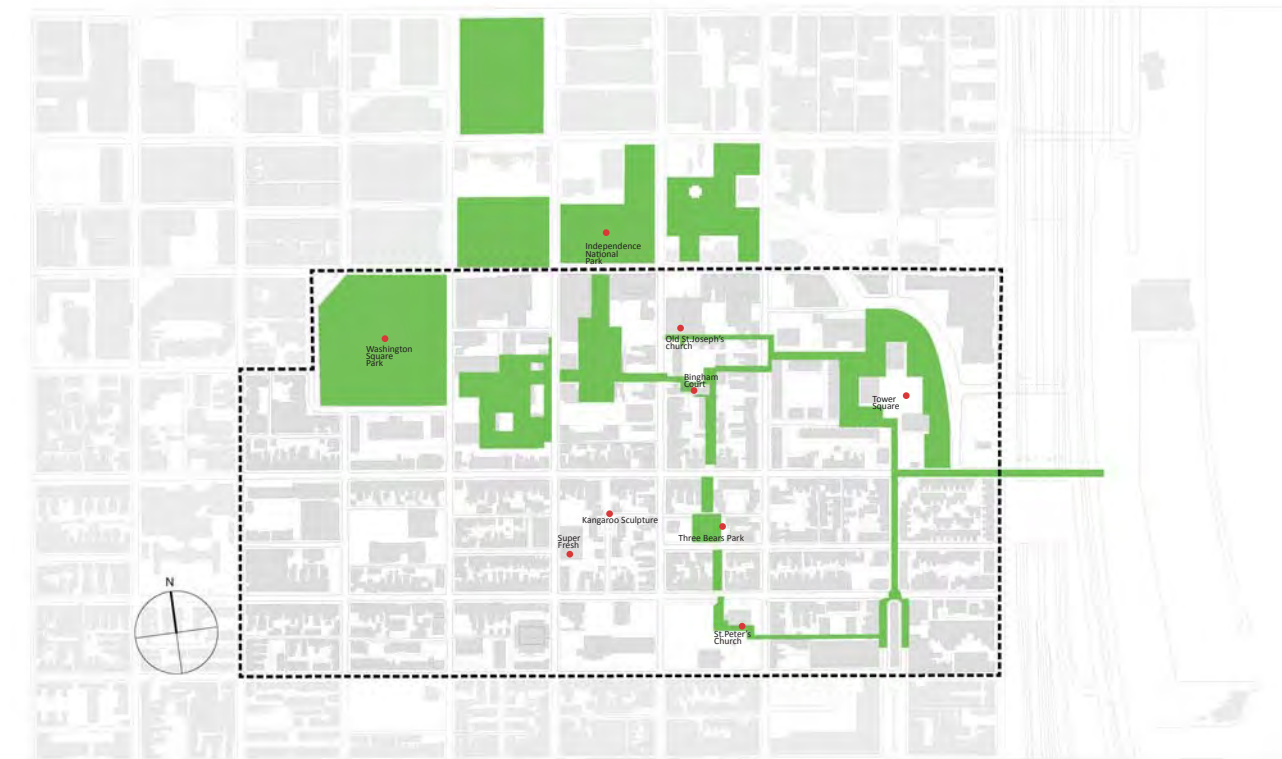 Independence
National
Park
Old St.Joseph's
church
Washington
Square
Park
Bingham
Court
Tower
Square
Kangaroo Sculpture
Super
Fresh
Three Bears Park
N
St.Peter's
Church